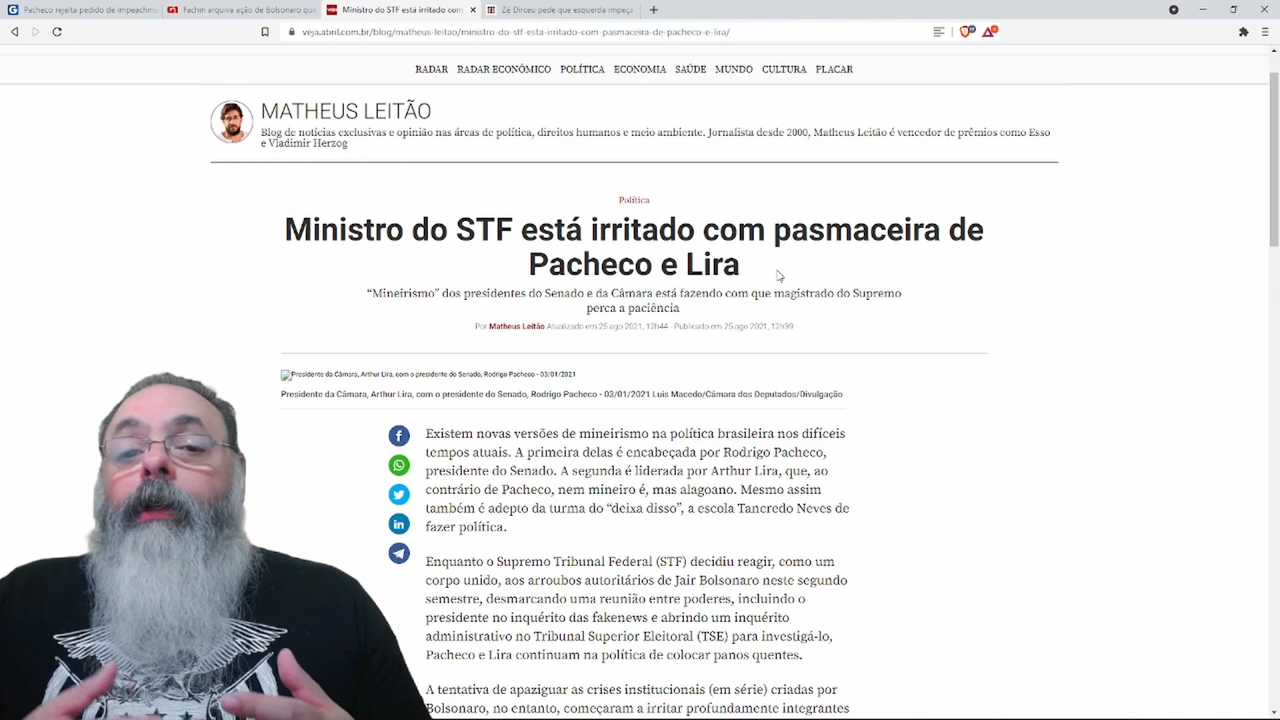 Pacheco rejeita pedido de impeachm
Fachin arquiva ação de Bolsonaro que
Ministro do STF está irritado com
Zé Dirceu pede que esquerda impeça
veja.abril.com.br/blog/matheus-leitao/ministro-do-stf-esta-irritado-com-pasmaceira-de-pacheco-e-lira/
RADAR RADAR ECONÔMICO POLÍTICA ECONOMIA SAÚDE MUNDO CULTURA PLACAR
MATHEUS LEITÃO
Blog de notícias exclusivas e opinião nas áreas de política, direitos humanos e meio ambiente. Jornalista desde 2000, Matheus Leitão é vencedor de prêmios como Esso
e Vladimir Herzog
Política
Ministro do STF está irritado com pasmaceira de
Pacheco e Lira
“Mineirismo” dos presidentes do Senado e da Câmara está fazendo com que magistrado do Supremo
perca a paciência
Por Matheus Leitão Atualizado em 25 ago 2021, 12h44 - Publicado em 25 ago 2021, 12h39
Presidente da Câmara, Arthur Lira, com o presidente do Senado, Rodrigo Pacheco - 03/01/2021
Presidente da Câmara, Arthur Lira, com o presidente do Senado, Rodrigo Pacheco - 03/01/2021 Luis Macedo/Câmara dos Deputados/Divulgação
Existem novas versões de mineirismo na política brasileira nos difíceis
tempos atuais. A primeira delas é encabeçada por Rodrigo Pacheco,
presidente do Senado. A segunda é liderada por Arthur Lira, que, ao
contrário de Pacheco, nem mineiro é, mas alagoano. Mesmo assim
também é adepto da turma do “deixa disso”, a escola Tancredo Neves de
fazer política.
Enquanto o Supremo Tribunal Federal (STF) decidiu reagir, como um
corpo unido, aos arroubos autoritários de Jair Bolsonaro neste segundo
semestre, desmarcando uma reunião entre poderes, incluindo o
presidente no inquérito das fakenews e abrindo um inquérito
administrativo no Tribunal Superior Eleitoral (TSE) para investigá-lo,
Pacheco e Lira continuam na política de colocar panos quentes.
A tentativa de apaziguar as crises institucionais (em série) criadas por
Bolsonaro, no entanto, começaram a irritar profundamente integrantes